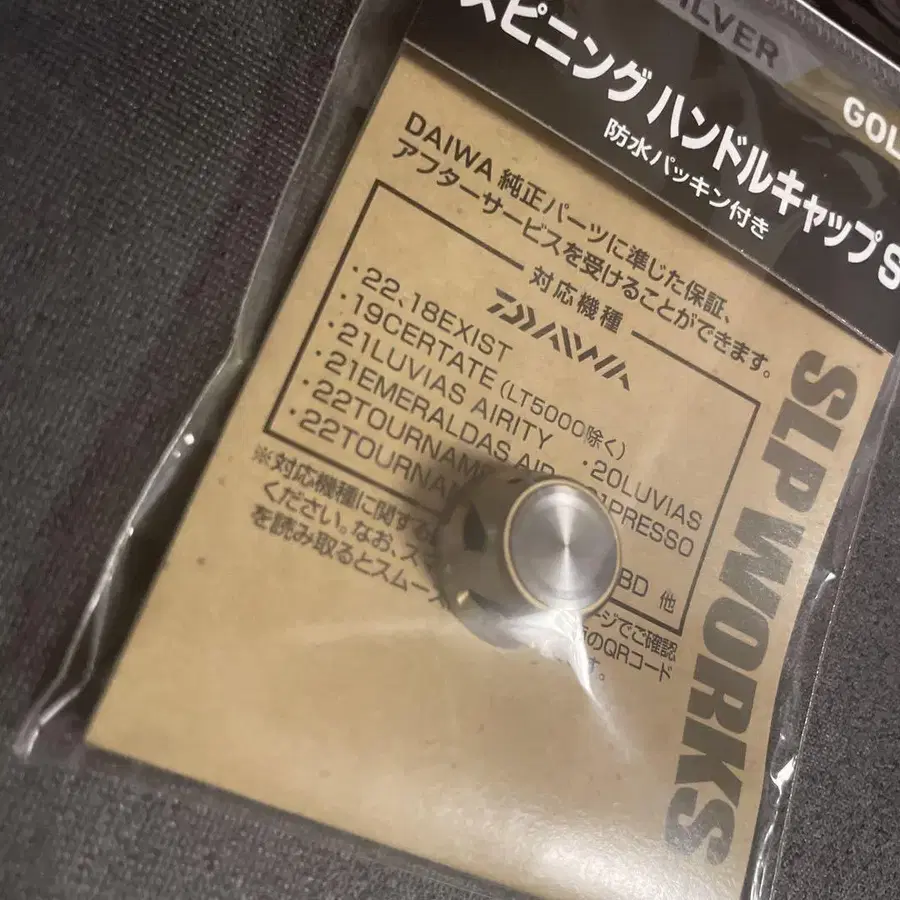 SILVER
GOL
スピニング ハンドルキャップ S
防水パッキン付き
DAIWA 純正パーツに準じた保証、
アフターサービスを受けることができます。
対応機種
DAIWA
・22、18EXIST
・19CERTATE (LT5000除く)
・21LUVIAS AIRITY ・20LUVIAS
・21EMERALDAS AIR PRESSO
・22TOURNAM
・22TOURNA BD 他
※対応機種に関する ージでご確認
ください。なお、ス のQRコード
を読み取るとスムーズ す。
SLP WORKS